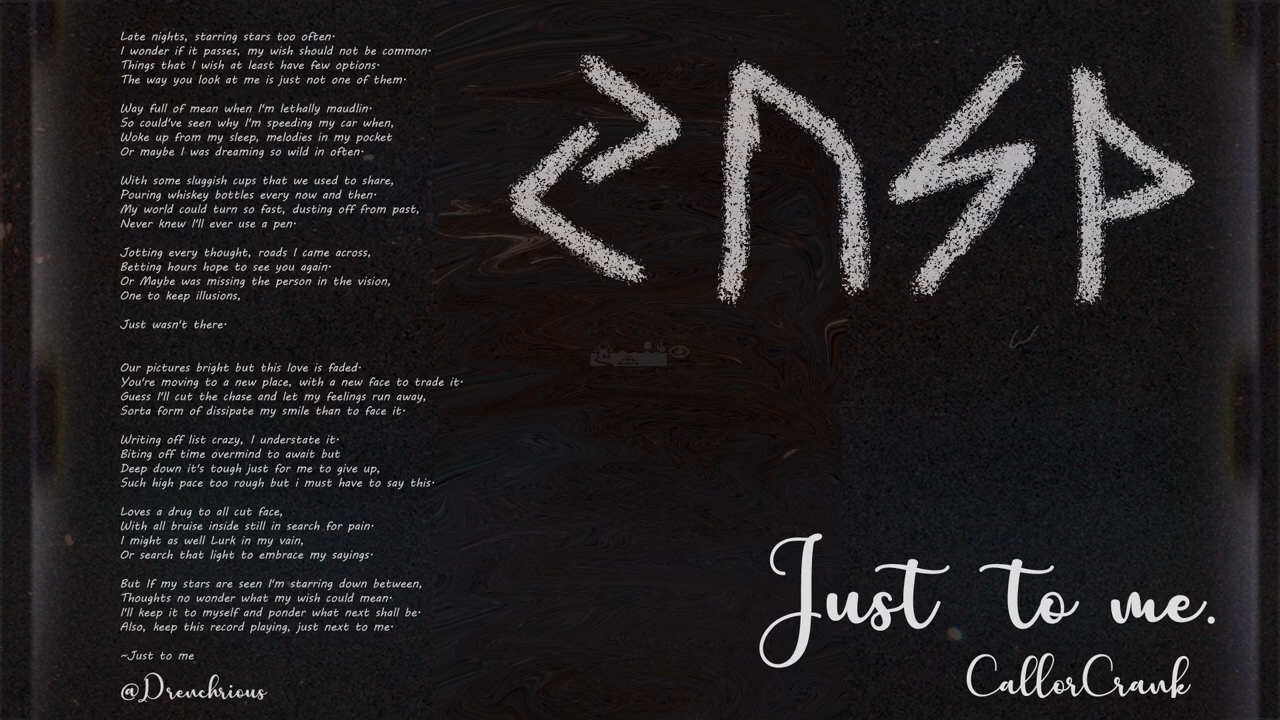 Late nights, starring stars too often.
I wonder if it passes, my wish should not be common.
Things that I wish at least have few options.
The way you look at me is just not one of them.
Way full of mean when I'm lethally maudlin.
So could've seen why I'm speeding my car when,
Woke up from my sleep, melodies in my pocket
Or maybe I was dreaming so wild in often.
With some sluggish cups that we used to share,
Pouring whiskey bottles every now and then.
My world could turn so fast, dusting off from past,
Never knew I'll ever use a pen.
Jotting every thought, roads I came across,
Betting hours hope to see you again.
Or Maybe was missing the person in the vision,
One to keep illusions,
Just wasn't there.
Our pictures bright but this love is faded.
You're moving to a new place, with a new face to trade it.
Guess I'll cut the chase and let my feelings run away,
Sorta form of dissipate my smile than to face it.
Writing off list crazy, I understate it.
Biting off time overmind to await but
Deep down it's tough just for me to give up,
Such high pace too rough but i must have to say this.
Loves a drug to all cut face,
With all bruise inside still in search for pain.
I might as well Lurk in my vain,
Or search that light to embrace my sayings.
But If my stars are seen I'm starring down between,
Thoughts no wonder what my wish could mean.
I'll keep it to myself and ponder what next shall be.
Also, keep this record playing, just next to me.
~Just to me
@Drenchrious
ᛃᚢᛋᚦ
Just to me.
CallorCrank